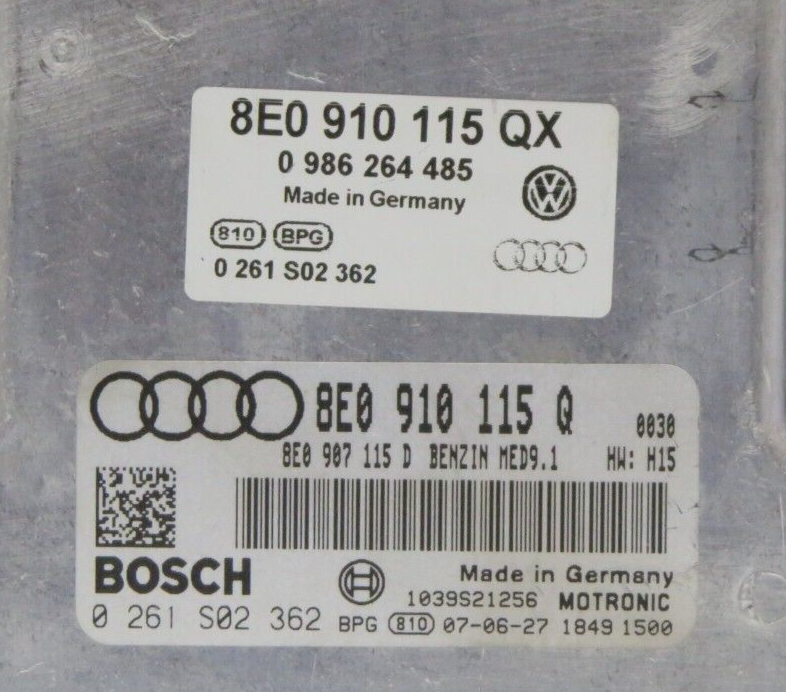 8E0 910 115 QX
0 986 264 485
Made in Germany
810 BPG
0 261 S02 362
8E0 910 115 Q 0030
8E0 907 115 D BENZIN MED9.1 HW: H15
BOSCH
Made in Germany
1039S21256 MOTRONIC
0 261 S02 362 BPG 810 07-06-27 1849 1500